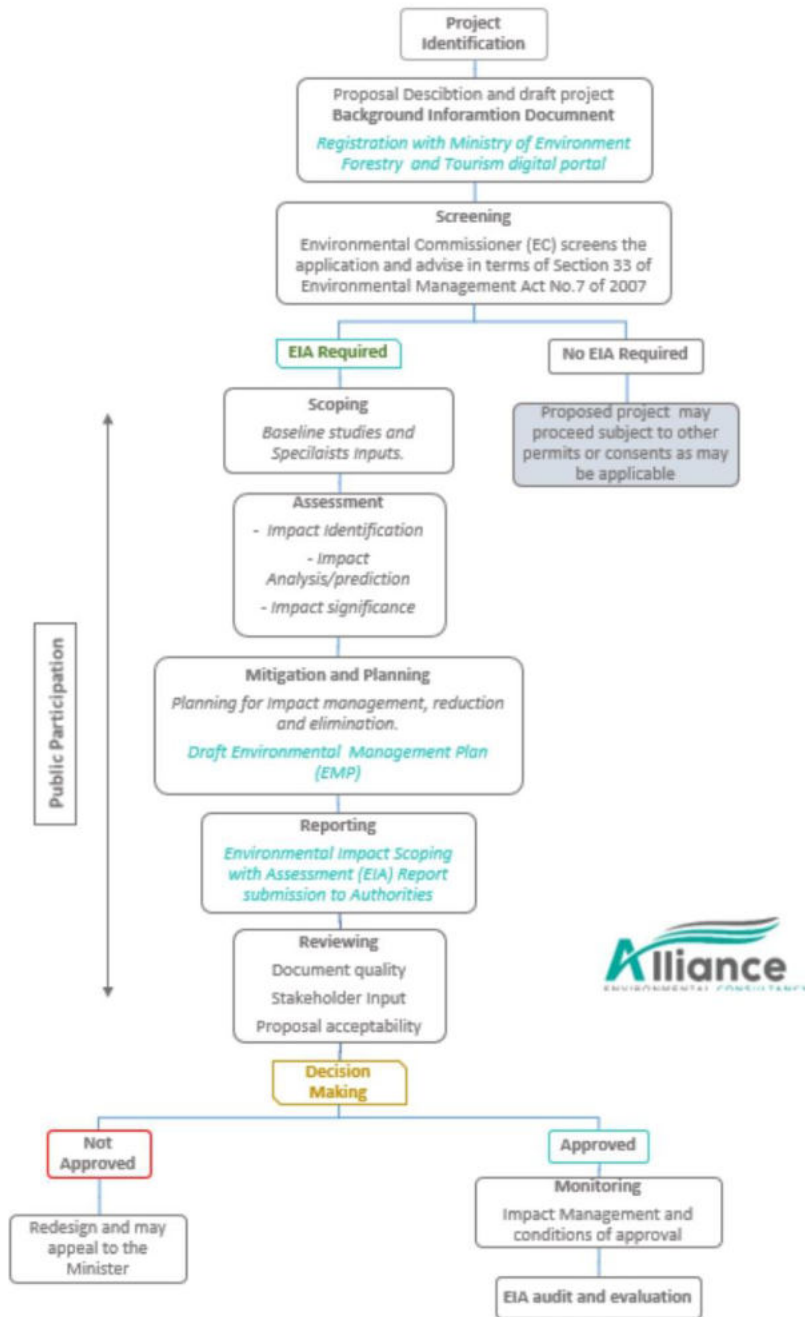 Project
Identification
Proposal Descibtion and draft project
Background Inforamtion Documnent
Registration with Ministry of Environment
Forestry and Tourism digital portal
Screening
Environmental Commissioner (EC) screens the
application and advise in terms of Section 33 of
Environmental Management Act No.7 of 2007
EIA Required
No EIA Required
Scoping
Baseline studies and
Specilaists Inputs.
Proposed project may
proceed subject to other
permits or consents as may
be applicable
Assessment
- Impact Identification
- Impact
Analysis/prediction
- Impact significance
Public Participation
Mitigation and Planning
Planning for Impact management, reduction
and elimination.
Draft Environmental Management Plan
(EMP)
Reporting
Environmental Impact Scoping
with Assessment (EIA) Report
submission to Authorities
Reviewing
Document quality
Stakeholder Input
Proposal acceptability
Alliance
ENVIRONMENTAL CONSULTANCY
Decision
Making
Not
Approved
Approved
Redesign and may
appeal to the
Minister
Monitoring
Impact Management and
conditions of approval
EIA audit and evaluation